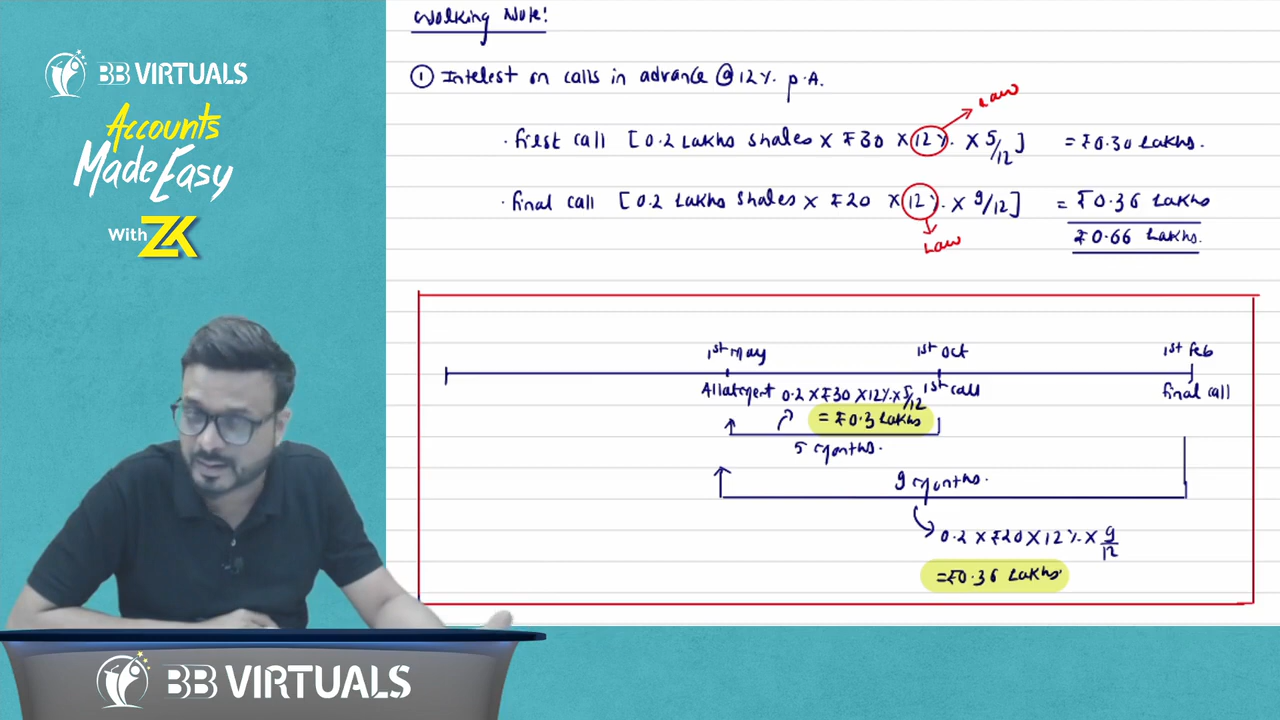 BB VIRTUALS
Accounts
Made Easy
With ZK
Working Note:
① Interest on calls in advance @ 12%. P.A.
Law
· first call [0.2 Lakhs shares × ₹30 × 12%. × 5/12] = ₹0.30 Lakhs.
· final call [0.2 Lakhs shares × ₹20 × 12%. × 9/12] = ₹0.36 Lakhs
Law
₹0.66 Lakhs.
1st May 1st Oct 1st Feb
Allotment 0.2 × ₹30 × 12%. × 5/12 1st call final call
= ₹0.3 Lakhs
5 months.
9 months.
0.2 × ₹20 × 12%. × 9/12
= ₹0.36 Lakhs.
BB VIRTUALS